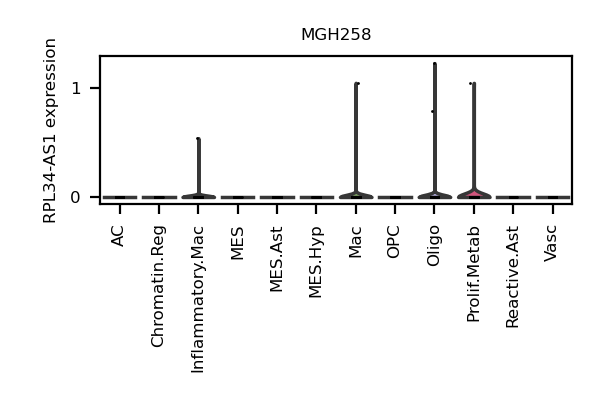 MGH258
RPL34-AS1 expression
1
0
AC
Chromatin.Reg
Inflammatory.Mac
MES
MES.Ast
MES.Hyp
Mac
OPC
Oligo
Prolif.Metab
Reactive.Ast
Vasc